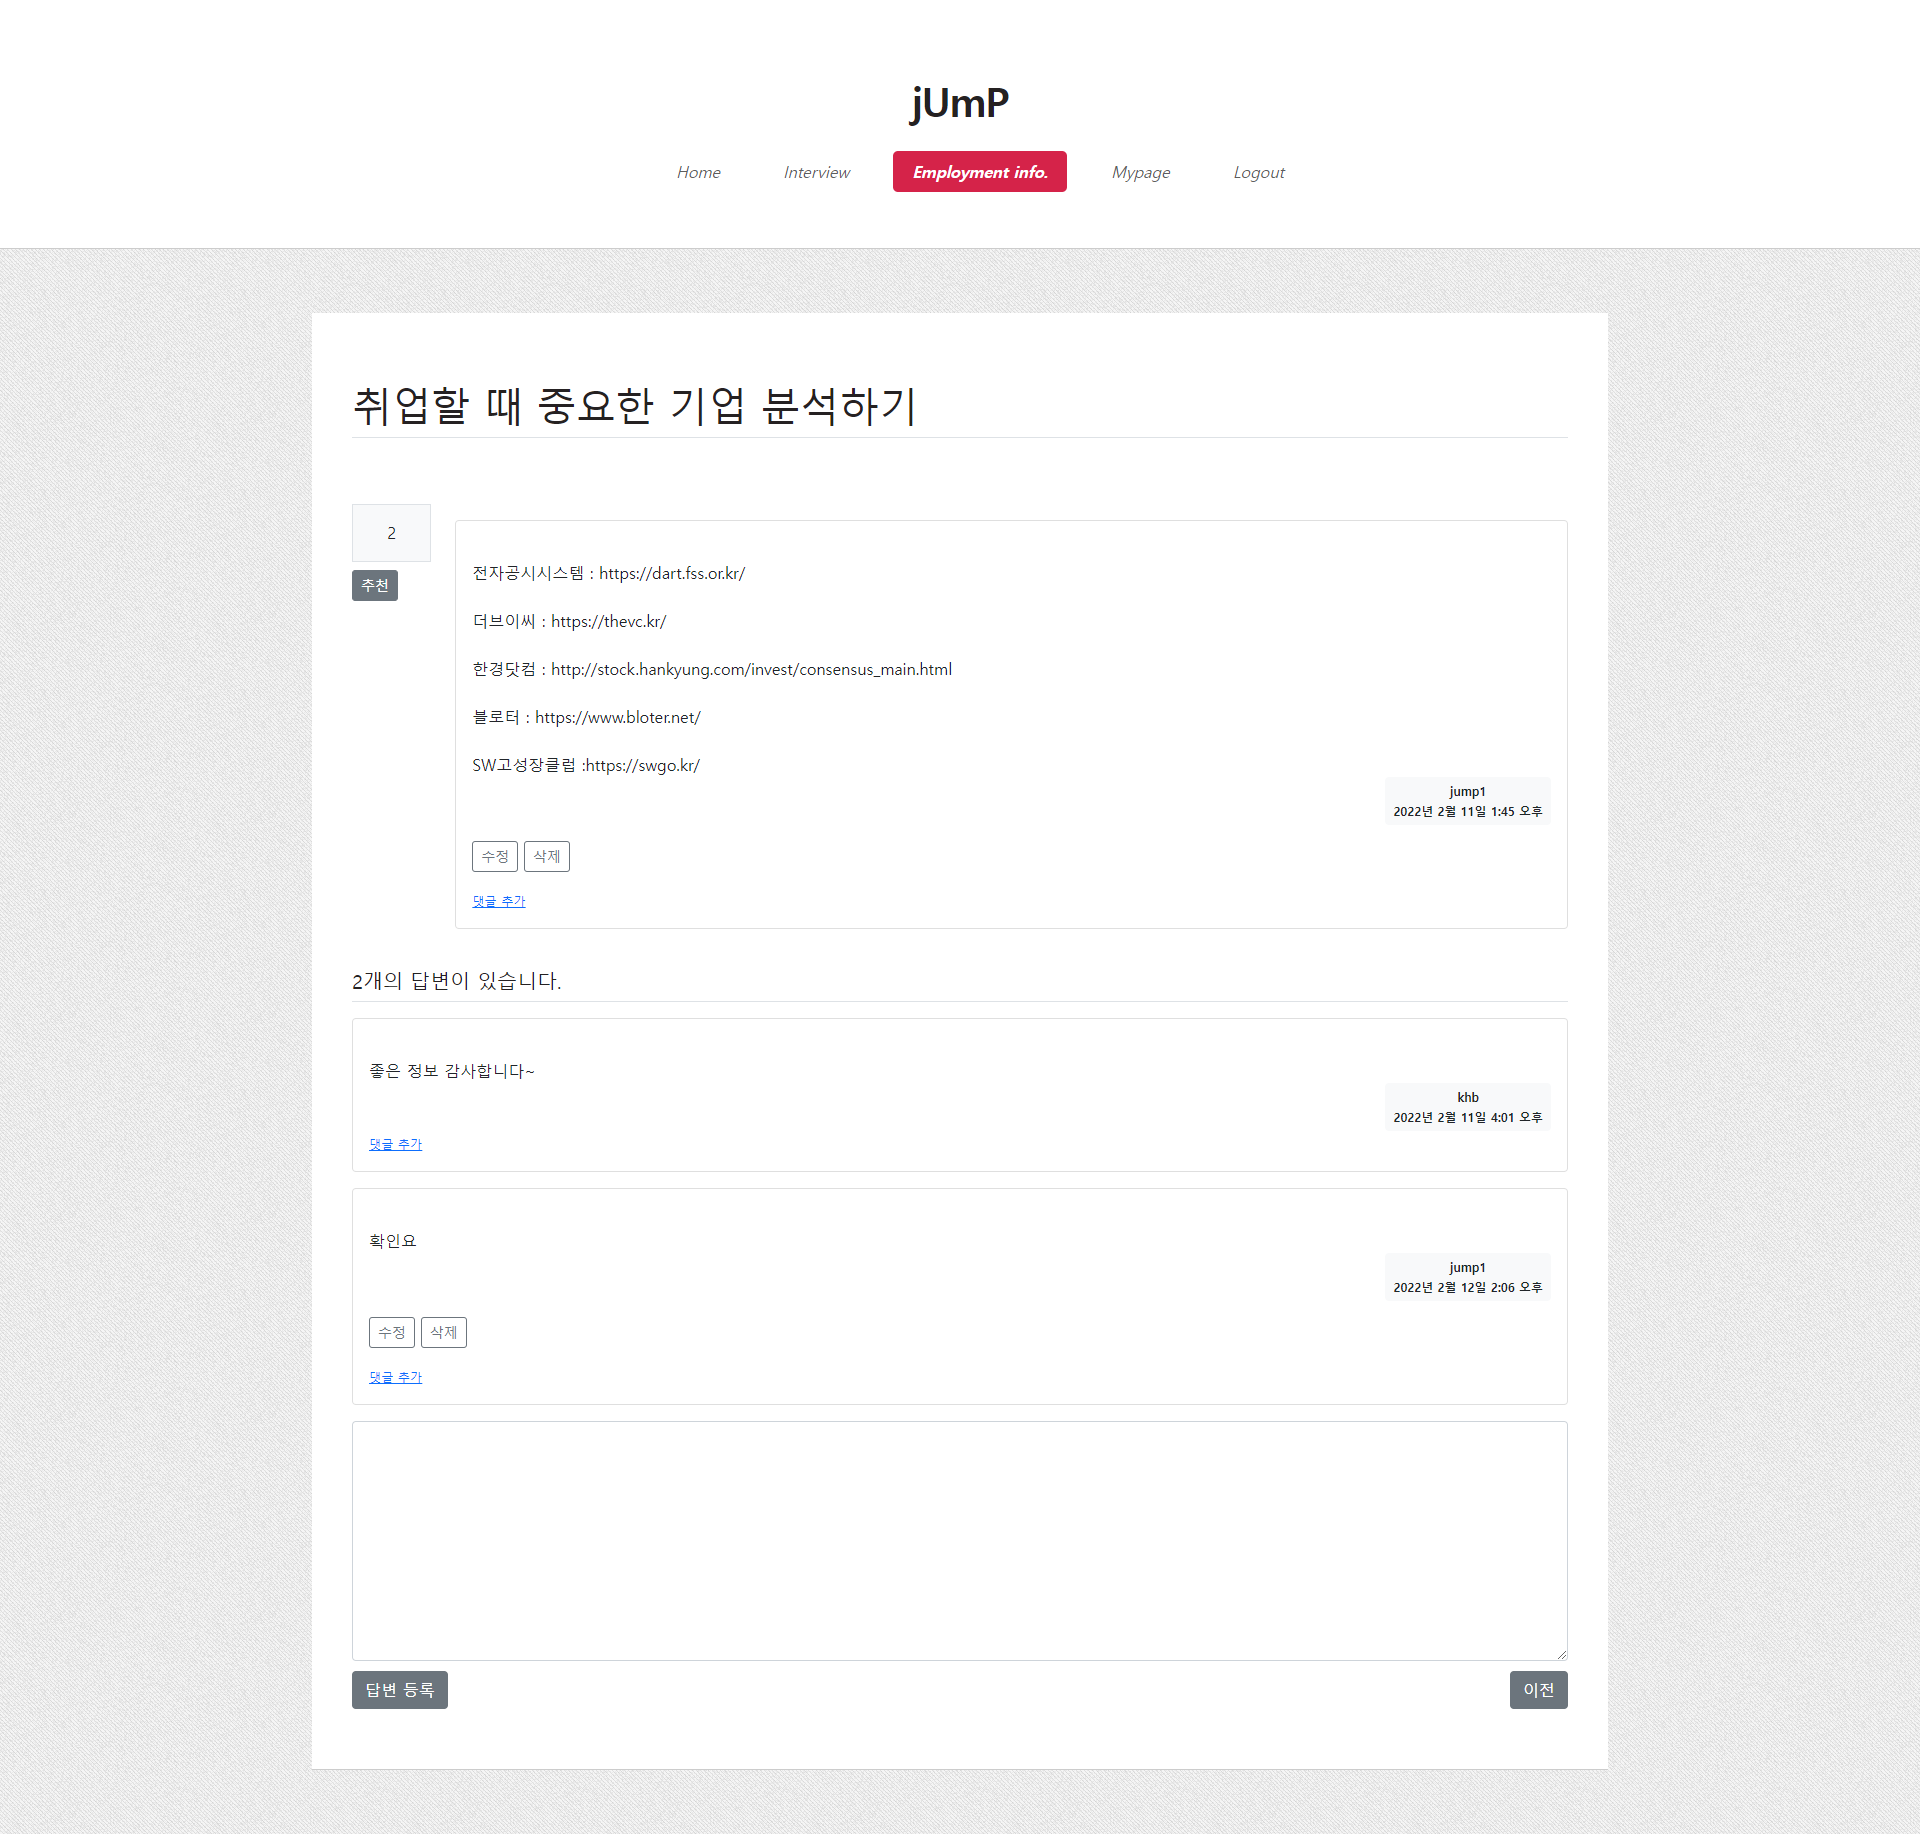 jUmP
Home Interview Employment info. Mypage Logout
취업할 때 중요한 기업 분석하기
2
추천
전자공시시스템 : https://dart.fss.or.kr/
더브이씨 : https://thevc.kr/
한경닷컴 : http://stock.hankyung.com/invest/consensus_main.html
블로터 : https://www.bloter.net/
SW고성장클럽 :https://swgo.kr/
jump1
2022년 2월 11일 1:45 오후
수정 삭제
댓글 추가
2개의 답변이 있습니다.
좋은 정보 감사합니다~
khb
2022년 2월 11일 4:01 오후
댓글 추가
확인요
jump1
2022년 2월 12일 2:06 오후
수정 삭제
댓글 추가
답변 등록 이전